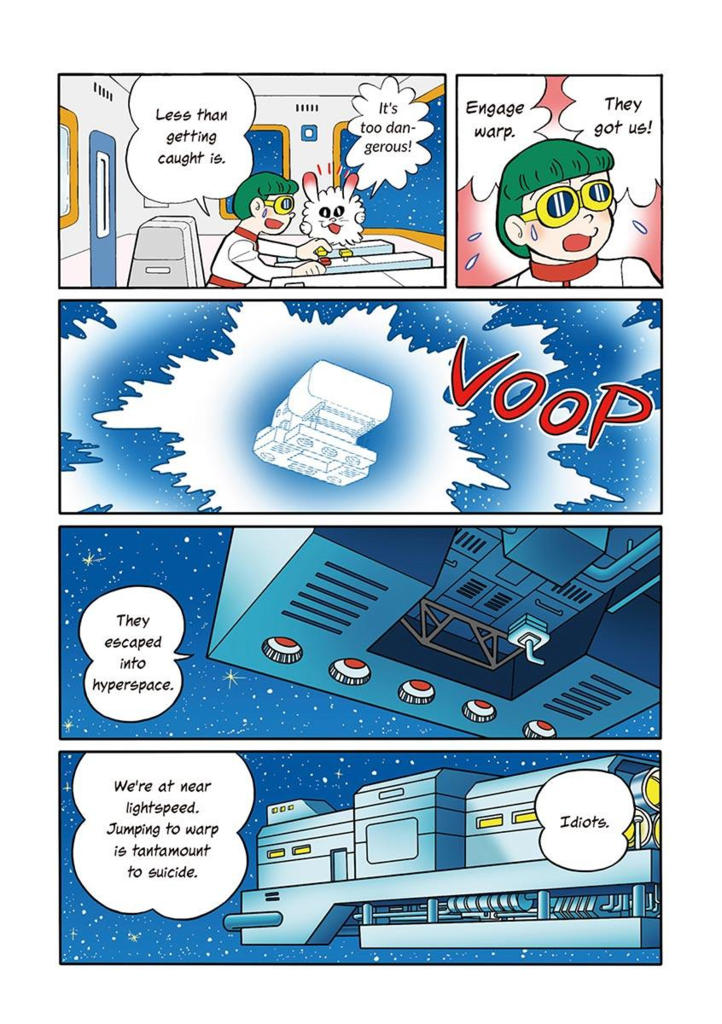 They
got us!
Engage
warp.
It's
too dan-
gerous!
Less than
getting
caught is.
VOOP
They
escaped
into
hyperspace.
Idiots.
We're at near
lightspeed.
Jumping to warp
is tantamount
to suicide.